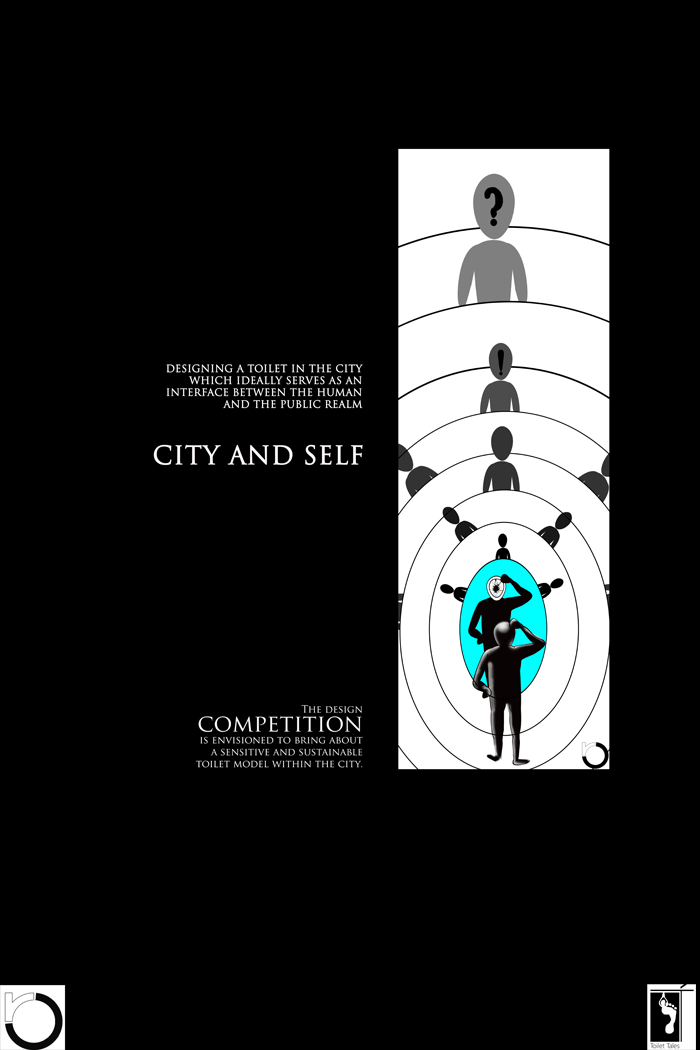 ?
DESIGNING A TOILET IN THE CITY
WHICH IDEALLY SERVES AS AN
INTERFACE BETWEEN THE HUMAN
AND THE PUBLIC REALM
!
CITY AND SELF
THE DESIGN
COMPETITION
IS ENVISIONED TO BRING ABOUT
A SENSITIVE AND SUSTAINABLE
TOILET MODEL WITHIN THE CITY.
Toilet Tales